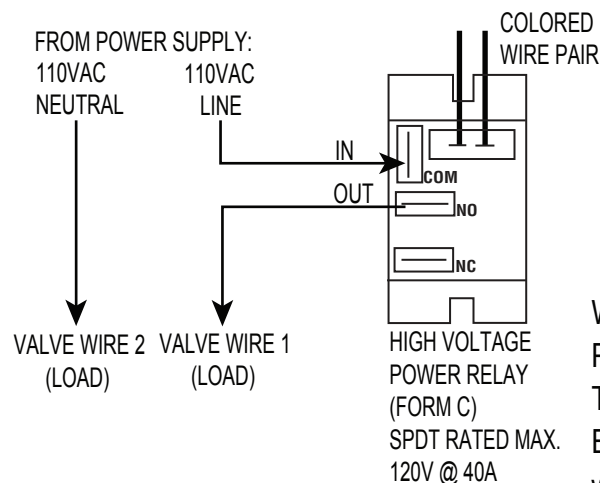 COLORED
WIRE PAIR
FROM POWER SUPPLY:
110VAC
NEUTRAL
110VAC
LINE
IN
COM
OUT
NO
NC
VALVE WIRE 2
(LOAD)
VALVE WIRE 1
(LOAD)
HIGH VOLTAGE
POWER RELAY
(FORM C)
SPDT RATED MAX.
120V @ 40A